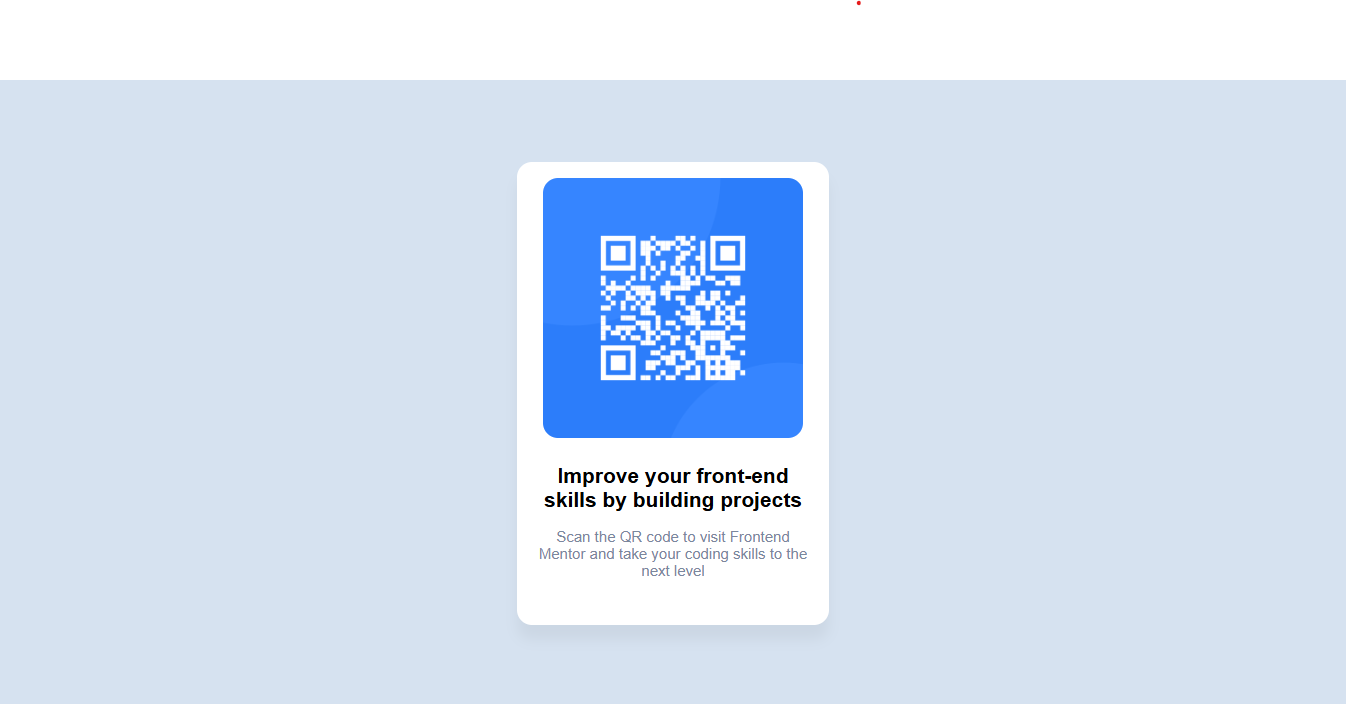 Improve your front-end
skills by building projects
Scan the QR code to visit Frontend
Mentor and take your coding skills to the
next level